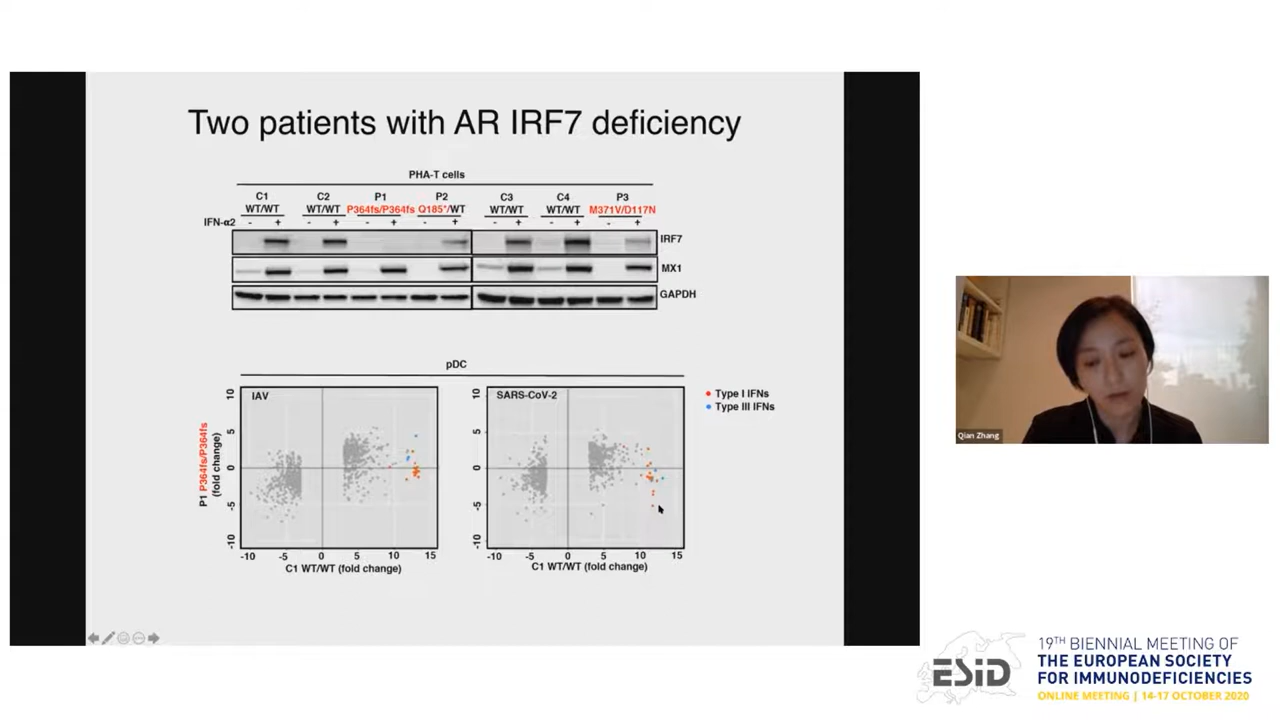 Two patients with AR IRF7 deficiency
PHA-T cells
C1 C2 P1 P2 C3 C4 P3
WT/WT WT/WT P364fs/P364fs Q185*/WT WT/WT WT/WT M371V/D117N
IFN-α2 - + - + - + - + - + - + - +
IRF7
MX1
GAPDH
pDC
IAV
10
5
0
-5
-10
P1 P364fs/P364fs
(fold change)
-10 -5 0 5 10 15
C1 WT/WT (fold change)
SARS-CoV-2
10
5
0
-5
-10
-10 -5 0 5 10 15
C1 WT/WT (fold change)
Type I IFNs
Type III IFNs
Qian Zhang
ESID
19TH BIENNIAL MEETING OF
THE EUROPEAN SOCIETY
FOR IMMUNODEFICIENCIES
ONLINE MEETING | 14-17 OCTOBER 2020